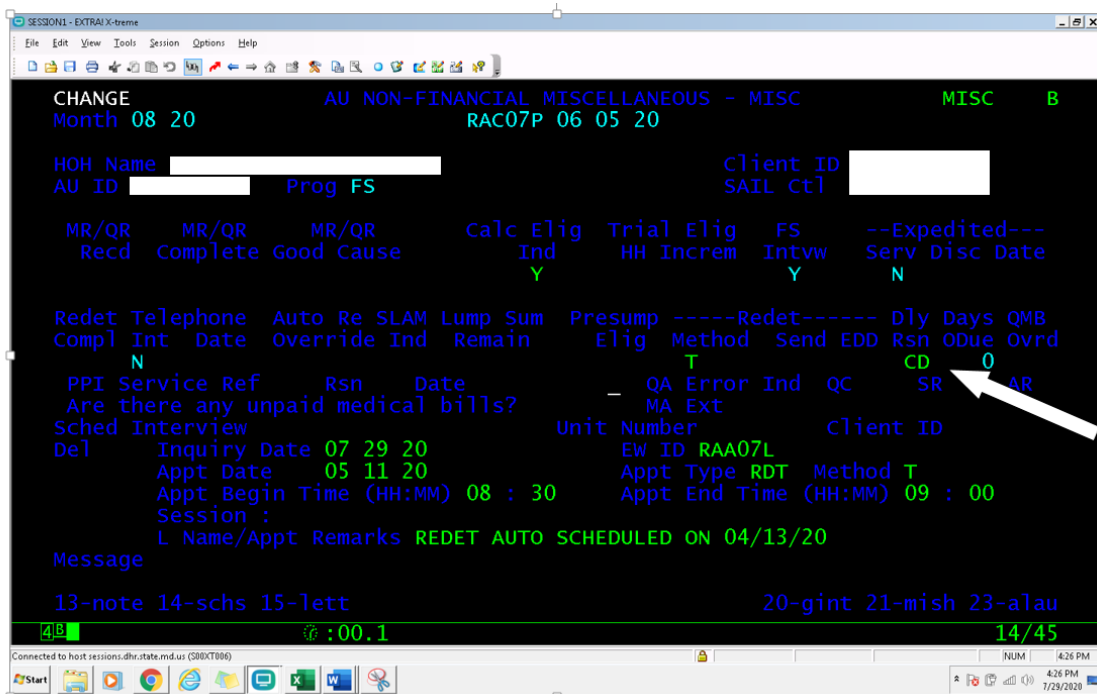 SESSION1 - EXTRA! X-treme
File Edit View Tools Session Options Help
CHANGE AU NON-FINANCIAL MISCELLANEOUS - MISC MISC B
Month 08 20 RAC07P 06 05 20
HOH Name Client ID
AU ID Prog FS SAIL Ctl
MR/QR MR/QR MR/QR Calc Elig Trial Elig FS --Expedited---
Recd Complete Good Cause Ind HH Increm Intvw Serv Disc Date
Y Y N
Redet Telephone Auto Re SLAM Lump Sum Presump -----Redet------ Dly Days QMB
Compl Int Date Override Ind Remain Elig Method Send EDD Rsn ODue Ovrd
N T CD 0
PPI Service Ref Rsn Date _ QA Error Ind QC SR AR
Are there any unpaid medical bills? MA Ext
Sched Interview Unit Number Client ID
Del Inquiry Date 07 29 20 EW ID RAA07L
Appt Date 05 11 20 Appt Type RDT Method T
Appt Begin Time (HH:MM) 08 : 30 Appt End Time (HH:MM) 09 : 00
Session :
L Name/Appt Remarks REDET AUTO SCHEDULED ON 04/13/20
Message
13-note 14-schs 15-lett 20-gint 21-mish 23-alau
4B :00.1 14/45
Connected to host sessions.dhr.state.md.us (S00XT006) NUM 4:26 PM
Start 4:26 PM
7/29/2020